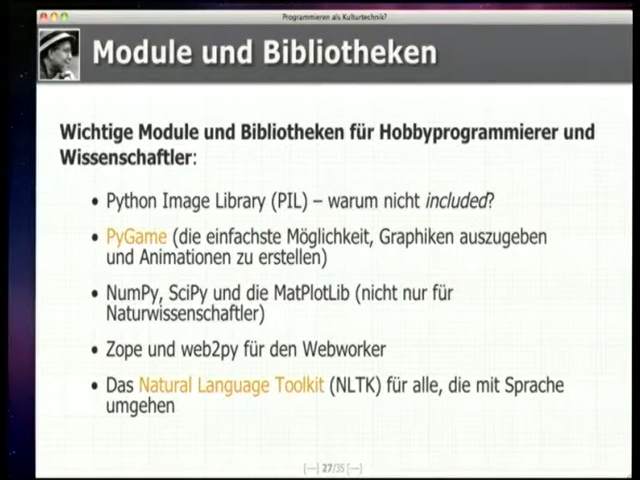 Programmieren als Kulturtechnik?
Module und Bibliotheken
Wichtige Module und Bibliotheken für Hobbyprogrammierer und
Wissenschaftler:
• Python Image Library (PIL) – warum nicht included?
• PyGame (die einfachste Möglichkeit, Graphiken auszugeben
und Animationen zu erstellen)
• NumPy, SciPy und die MatPlotLib (nicht nur für
Naturwissenschaftler)
• Zope und web2py für den Webworker
• Das Natural Language Toolkit (NLTK) für alle, die mit Sprache
umgehen
[—] 27/35 [—]